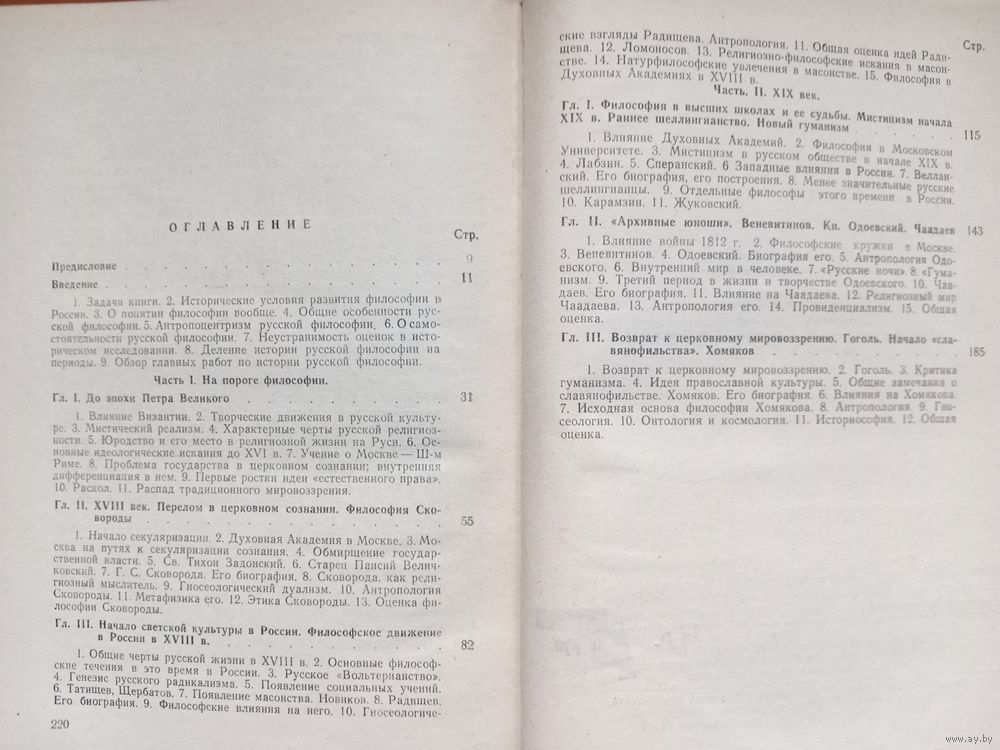 ОГЛАВЛЕНИЕ
Стр.
Предисловие . . . . . . . . . . . . . . 9
Введение . . . . . . . . . . . . . . 11
1. Задачи книги. 2. Исторические условия развития философии в
России. 3. О понятии философии вообще. 4. Общие особенности рус-
ской философии. 5. Антропоцентризм русской философии. 6. О само-
стоятельности русской философии. 7. Неустранимость оценок в исто-
рическом исследовании. 8. Деление истории русской философии на
периоды. 9. Обзор главных работ по истории русской философии.
Часть I. На пороге философии.
Гл. I. До эпохи Петра Великого . . . . . . . . . . 31
1. Влияние Византии. 2. Творческие движения в русской культу-
ре. 3. Мистический реализм. 4. Характерные черты русской религиоз-
ности. 5. Юродство и его место в религиозной жизни на Руси. 6. Ос-
новные идеологические искания до XVI в. 7. Учение о Москве — Ш-м
Риме. 8. Проблема государства в церковном сознании; внутренняя
дифференциация в нем. 9. Первые ростки идеи «естественного права».
10. Раскол. 11. Распад традиционного мировоззрения.
Гл. II. XVIII век. Перелом в церковном сознании. Философия Ско-
вороды . . . . . . . . . . . . . . 55
1. Начало секуляризации. 2. Духовная Академия в Москве. 3. Мо-
сква на путях к секуляризации сознания. 4. Обмирщение государ-
ственной власти. 5. Св. Тихон Задонский. 6. Старец Паисий Велич-
ковский. 7. Г. С. Сковорода. Его биография. 8. Сковорода, как рели-
гиозный мыслитель. 9. Гносеологический дуализм. 10. Антропология
Сковороды. 11. Метафизика его. 12. Этика Сковороды. 13. Оценка фи-
лософии Сковороды.
Гл. III. Начало светской культуры в России. Философское движение
в России в XVIII в. . . . . . . . . . . . . 82
1. Общие черты русской жизни в XVIII в. 2. Основные философ-
ские течения в это время в России. 3. Русское «Вольтерианство».
4. Генезис русского радикализма. 5. Появление социальных учений.
6. Татищев, Щербатов. 7. Появление масонства. Новиков. 8. Радищев.
Его биография. 9. Философские влияния на него. 10. Гносеологиче-
220
Стр.
ские взгляды Радищева. Антропология. 11. Общая оценка идей Ради-
щева. 12. Ломоносов. 13. Религиозно-философские искания в масон-
стве. 14. Натурфилософские увлечения в масонстве. 15. Философия в
Духовных Академиях в XVIII в.
Часть. II. XIX век.
Гл. I. Философия в высших школах и ее судьбы. Мистицизм начала
XIX в. Раннее шеллингианство. Новый гуманизм . . . . . . 115
1. Влияние Духовных Академий. 2. Философия в Московском
Университете. 3. Мистицизм в русском обществе в начале XIX в.
4. Лабзин. 5. Сперанский. 6 Западные влияния в России. 7. Веллан-
ский. Его биография, его построения. 8. Менее значительные русские
шеллингианцы. 9. Отдельные философы этого времени в России.
10. Карамзин. 11. Жуковский.
Гл. II. «Архивные юноши». Веневитинов. Кн. Одоевский. Чаадаев 143
1. Влияние войны 1812 г. 2. Философские кружки в Москве.
3. Веневитинов. 4. Одоевский. Биография его. 5. Антропология Одо-
евского. 6. Внутренний мир в человеке. 7. «Русские ночи». 8. «Гума-
низм. 9. Третий период в жизни и творчестве Одоевского. 10. Чаа-
даев. Его биография. 11. Влияние на Чаадаева. 12. Религиозный мир
Чаадаева. 13. Антропология его. 14. Провиденциализм. 15. Общая
оценка.
Гл. III. Возврат к церковному мировоззрению. Гоголь. Начало «сла-
вянофильства». Хомяков . . . . . . . . . . 185
1. Возврат к церковному мировоззрению. 2. Гоголь. 3. Критика
гуманизма. 4. Идея православной культуры. 5. Общие замечания о
славянофильстве. Хомяков. Его биография. 6. Влияния на Хомякова.
7. Исходная основа философии Хомякова. 8. Антропология. 9. Гно-
сеология. 10. Онтология и космология. 11. Историософия. 12. Общая
оценка.
www.ay.by